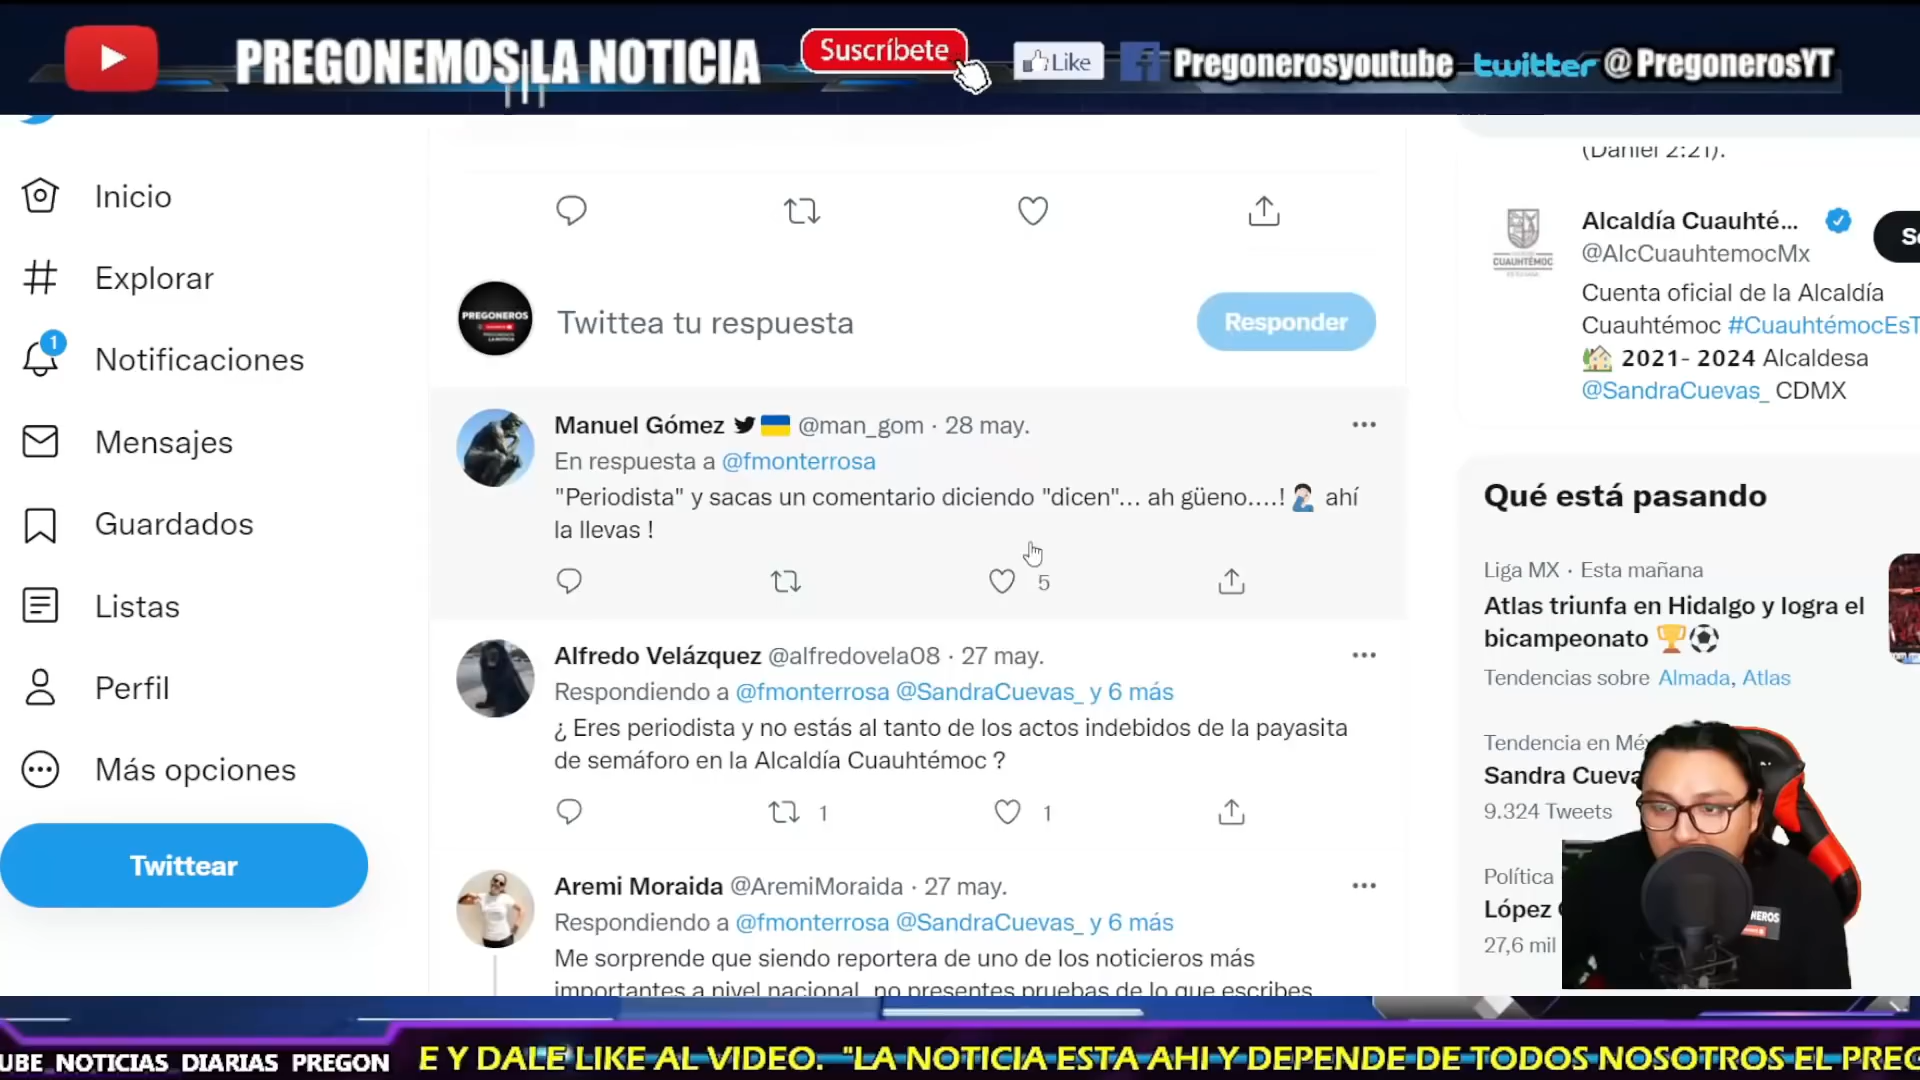 PREGONEMOS LA NOTICIA
Suscríbete
Like
Pregonerosyoutube
twitter @PregonerosYT
Inicio
Explorar
1
Notificaciones
Mensajes
Guardados
Listas
Perfil
Más opciones
Twittear
PREGONEROS
Twittea tu respuesta
Responder
Manuel Gómez @man_gom · 28 may.
En respuesta a @fmonterrosa
"Periodista" y sacas un comentario diciendo "dicen"... ah güeno....! ahí
la llevas !
5
Alfredo Velázquez @alfredovela08 · 27 may.
Respondiendo a @fmonterrosa @SandraCuevas_ y 6 más
¿ Eres periodista y no estás al tanto de los actos indebidos de la payasita
de semáforo en la Alcaldía Cuauhtémoc ?
1 1
Aremi Moraida @AremiMoraida · 27 may.
Respondiendo a @fmonterrosa @SandraCuevas_ y 6 más
Me sorprende que siendo reportera de uno de los noticieros más
importantes a nivel nacional, no presentes pruebas de lo que escribes
(Daniel 2:21).
CUAUHTÉMOC
Alcaldía Cuauhté...
@AlcCuauhtemocMx
Cuenta oficial de la Alcaldía
Cuauhtémoc #CuauhtémocEsT
2021- 2024 Alcaldesa
@SandraCuevas_ CDMX
Qué está pasando
Liga MX · Esta mañana
Atlas triunfa en Hidalgo y logra el
bicampeonato
Tendencias sobre Almada, Atlas
Tendencia en Méx
Sandra Cueva
9.324 Tweets
Política
López
27,6 mil
NEROS
UBE NOTICIAS DIARIAS PREGON
E Y DALE LIKE AL VIDEO. "LA NOTICIA ESTA AHI Y DEPENDE DE TODOS NOSOTROS EL PREG